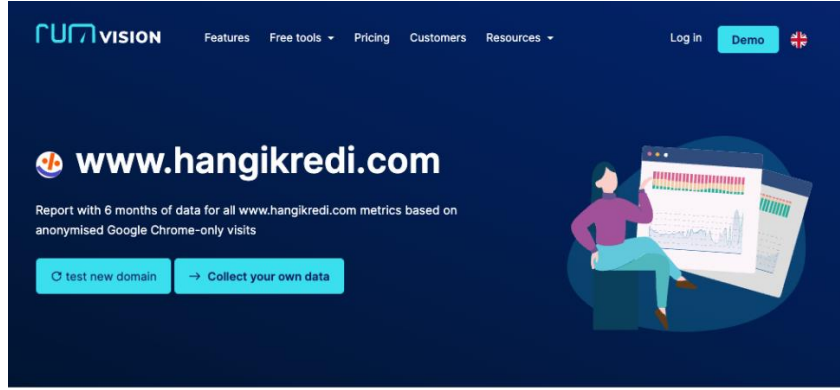 rumvision Features Free tools Pricing Customers Resources Log in Demo
www.hangikredi.com
Report with 6 months of data for all www.hangikredi.com metrics based on
anonymised Google Chrome-only visits
test new domain → Collect your own data